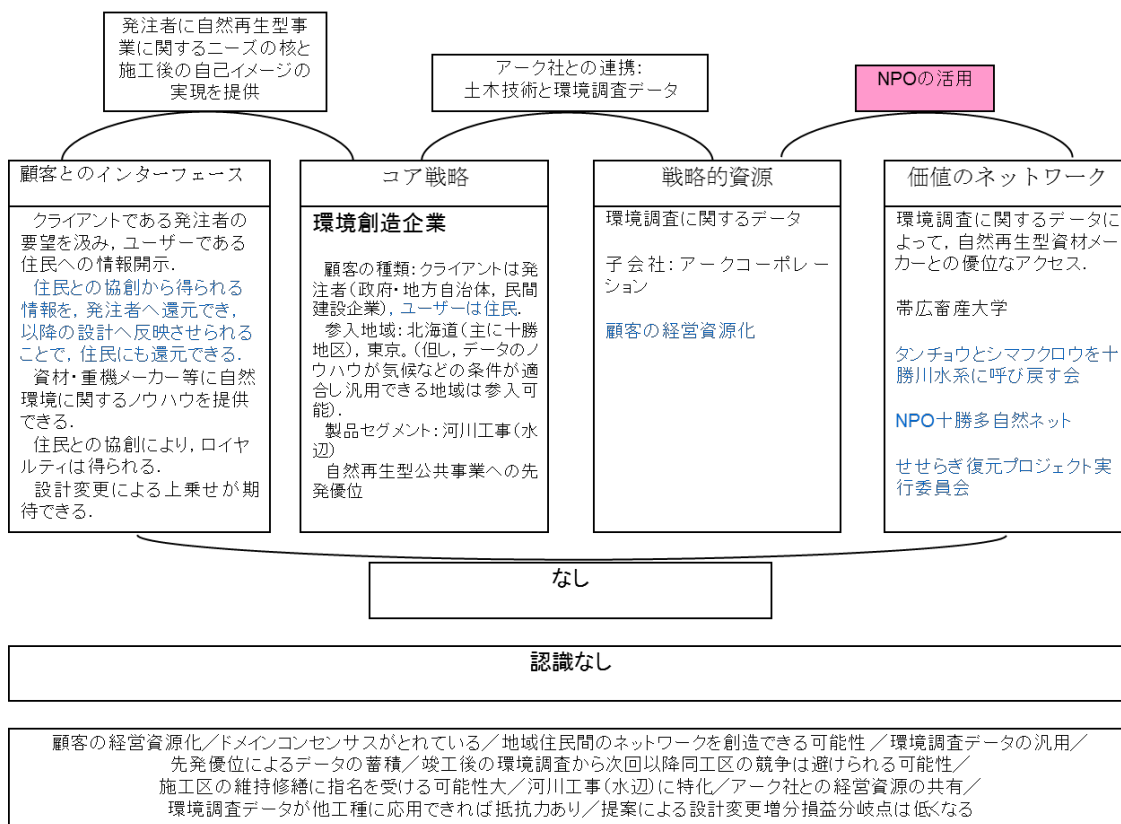 発注者に自然再生型事
業に関するニーズの核と
施工後の自己イメージの
実現を提供
アーク社との連携：
土木技術と環境調査データ
NPOの活用
顧客とのインターフェース
クライアントである発注者の
要望を汲み，ユーザーである
住民への情報開示．
住民との協創から得られる
情報を，発注者へ還元でき，
以降の設計へ反映させられる
ことで，住民にも還元できる．
資材・重機メーカー等に自然
環境に関するノウハウを提供
できる．
住民との協創により，ロイヤ
ルティは得られる．
設計変更による上乗せが期
待できる．
コア戦略
環境創造企業
顧客の種類：クライアントは発
注者（政府・地方自治体，民間
建設企業），ユーザーは住民．
参入地域：北海道（主に十勝
地区），東京。（但し，データのノ
ウハウが気候などの条件が適
合し汎用できる地域は参入可
能）．
製品セグメント：河川工事（水
辺）
自然再生型公共事業への先
発優位
戦略的資源
環境調査に関するデータ
子会社：アークコーポレー
ション
顧客の経営資源化
価値のネットワーク
環境調査に関するデータに
よって，自然再生型資材メー
カーとの優位なアクセス．
帯広畜産大学
タンチョウとシマフクロウを十
勝川水系に呼び戻す会
NPO十勝多自然ネット
せせらぎ復元プロジェクト実
行委員会
なし
認識なし
顧客の経営資源化／ドメインコンセンサスがとれている／地域住民間のネットワークを創造できる可能性／環境調査データの汎用／
先発優位によるデータの蓄積／竣工後の環境調査から次回以降同工区の競争は避けられる可能性／
施工区の維持修繕に指名を受ける可能性大／河川工事（水辺）に特化／アーク社との経営資源の共有／
環境調査データが他工種に応用できれば抵抗力あり／提案による設計変更増分損益分岐点は低くなる